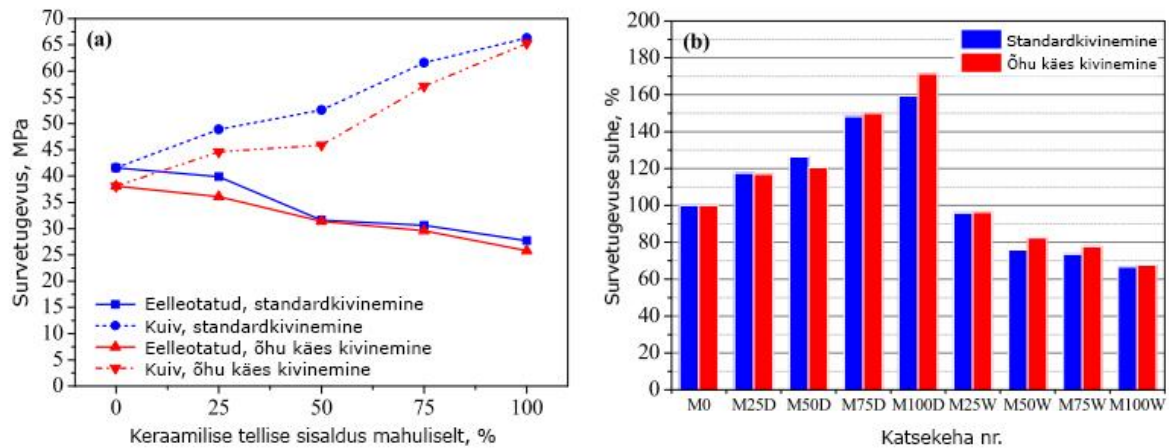 (a)
70
65
60
55
50
45
40
35
30
25
20
15
10
5
0
Survetugevus, MPa
Eelleotatud, standardkivinemine
Kuiv, standardkivinemine
Eelleotatud, õhu käes kivinemine
Kuiv, õhu käes kivinemine
0 25 50 75 100
Keraamilise tellise sisaldus mahuliselt, %
(b)
200
180
160
140
120
100
80
60
40
20
0
Survetugevuse suhe, %
Standardkivinemine
Õhu käes kivinemine
M0 M25D M50D M75D M100D M25W M50W M75W M100W
Katsekeha nr.